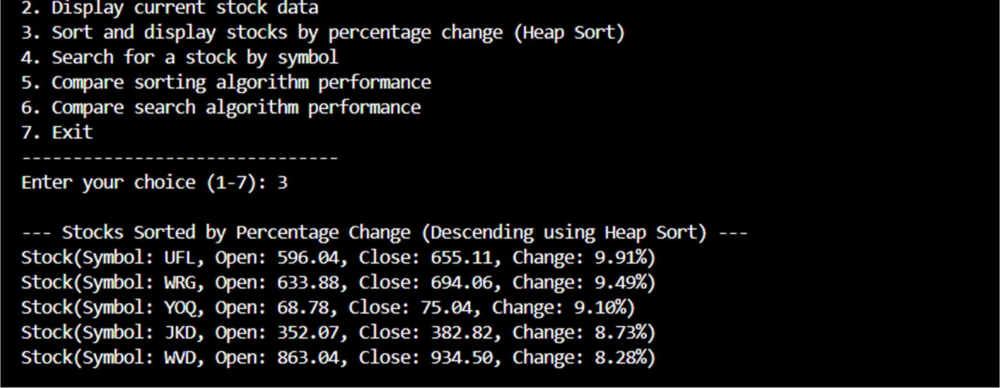 2. Display current stock data
3. Sort and display stocks by percentage change (Heap Sort)
4. Search for a stock by symbol
5. Compare sorting algorithm performance
6. Compare search algorithm performance
7. Exit
-------------------------------
Enter your choice (1-7): 3
--- Stocks Sorted by Percentage Change (Descending using Heap Sort) ---
Stock(Symbol: UFL, Open: 596.04, Close: 655.11, Change: 9.91%)
Stock(Symbol: WRG, Open: 633.88, Close: 694.06, Change: 9.49%)
Stock(Symbol: YOQ, Open: 68.78, Close: 75.04, Change: 9.10%)
Stock(Symbol: JKD, Open: 352.07, Close: 382.82, Change: 8.73%)
Stock(Symbol: WVD, Open: 863.04, Close: 934.50, Change: 8.28%)